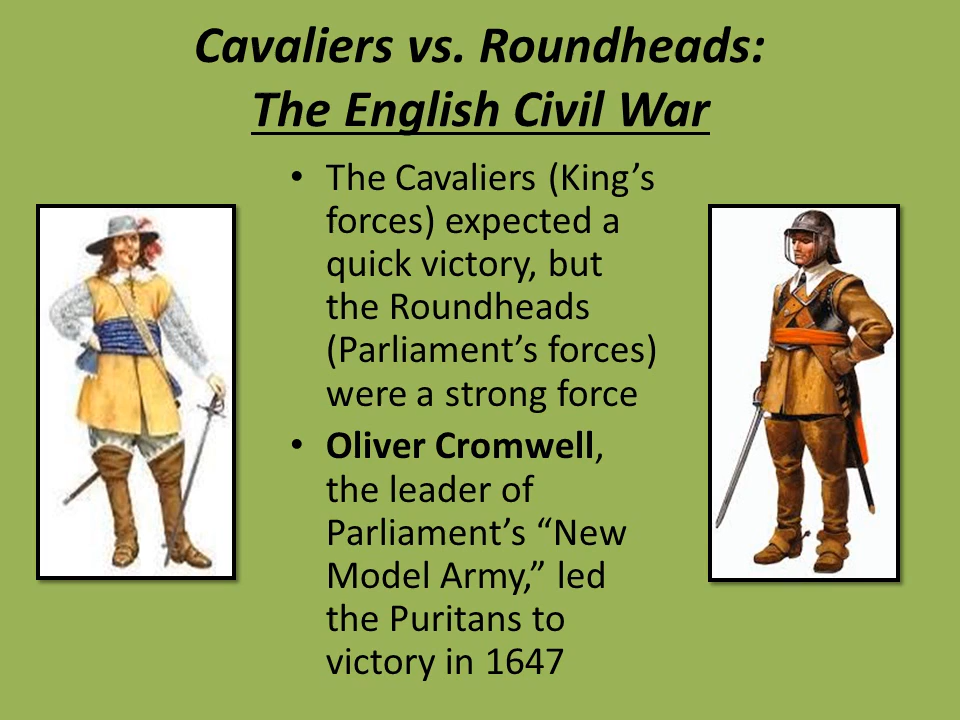 Cavaliers vs. Roundheads:
The English Civil War
• The Cavaliers (King’s
forces) expected a
quick victory, but
the Roundheads
(Parliament’s forces)
were a strong force
• Oliver Cromwell,
the leader of
Parliament’s “New
Model Army,” led
the Puritans to
victory in 1647